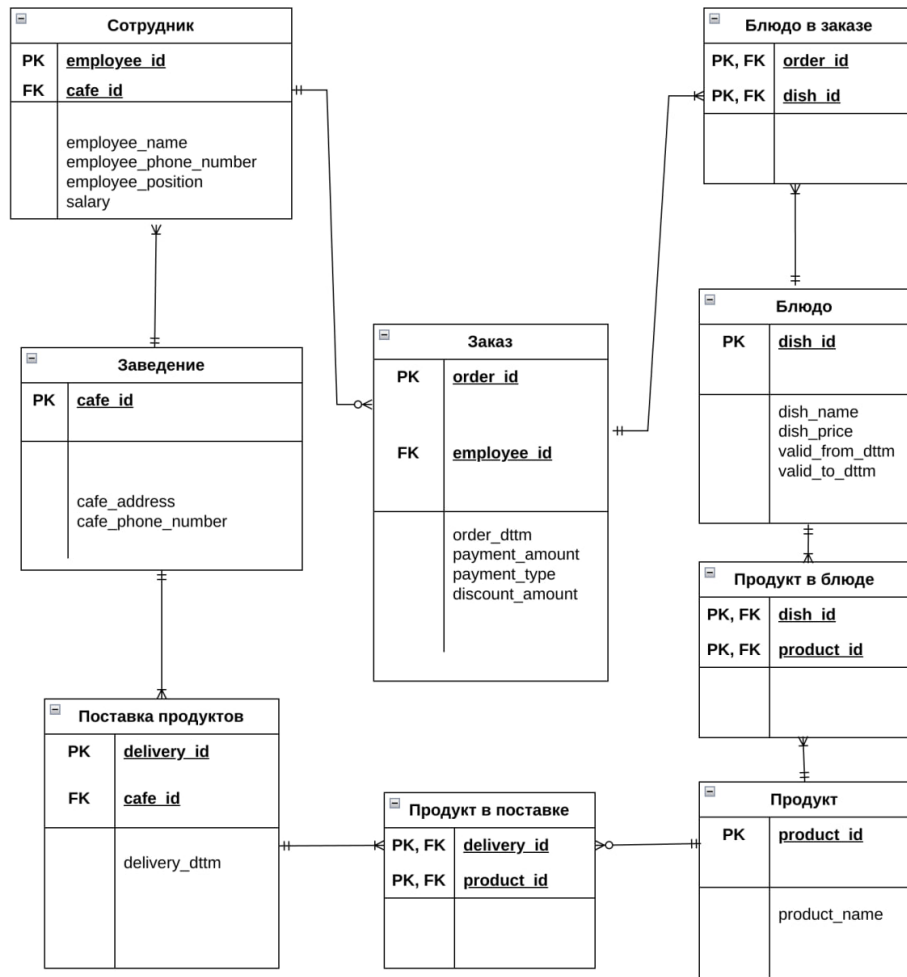 Сотрудник
PK employee_id
FK cafe_id
employee_name
employee_phone_number
employee_position
salary
Блюдо в заказе
PK, FK order_id
PK, FK dish_id
Заведение
PK cafe_id
cafe_address
cafe_phone_number
Заказ
PK order_id
FK employee_id
order_dttm
payment_amount
payment_type
discount_amount
Блюдо
PK dish_id
dish_name
dish_price
valid_from_dttm
valid_to_dttm
Продукт в блюде
PK, FK dish_id
PK, FK product_id
Поставка продуктов
PK delivery_id
FK cafe_id
delivery_dttm
Продукт в поставке
PK, FK delivery_id
PK, FK product_id
Продукт
PK product_id
product_name